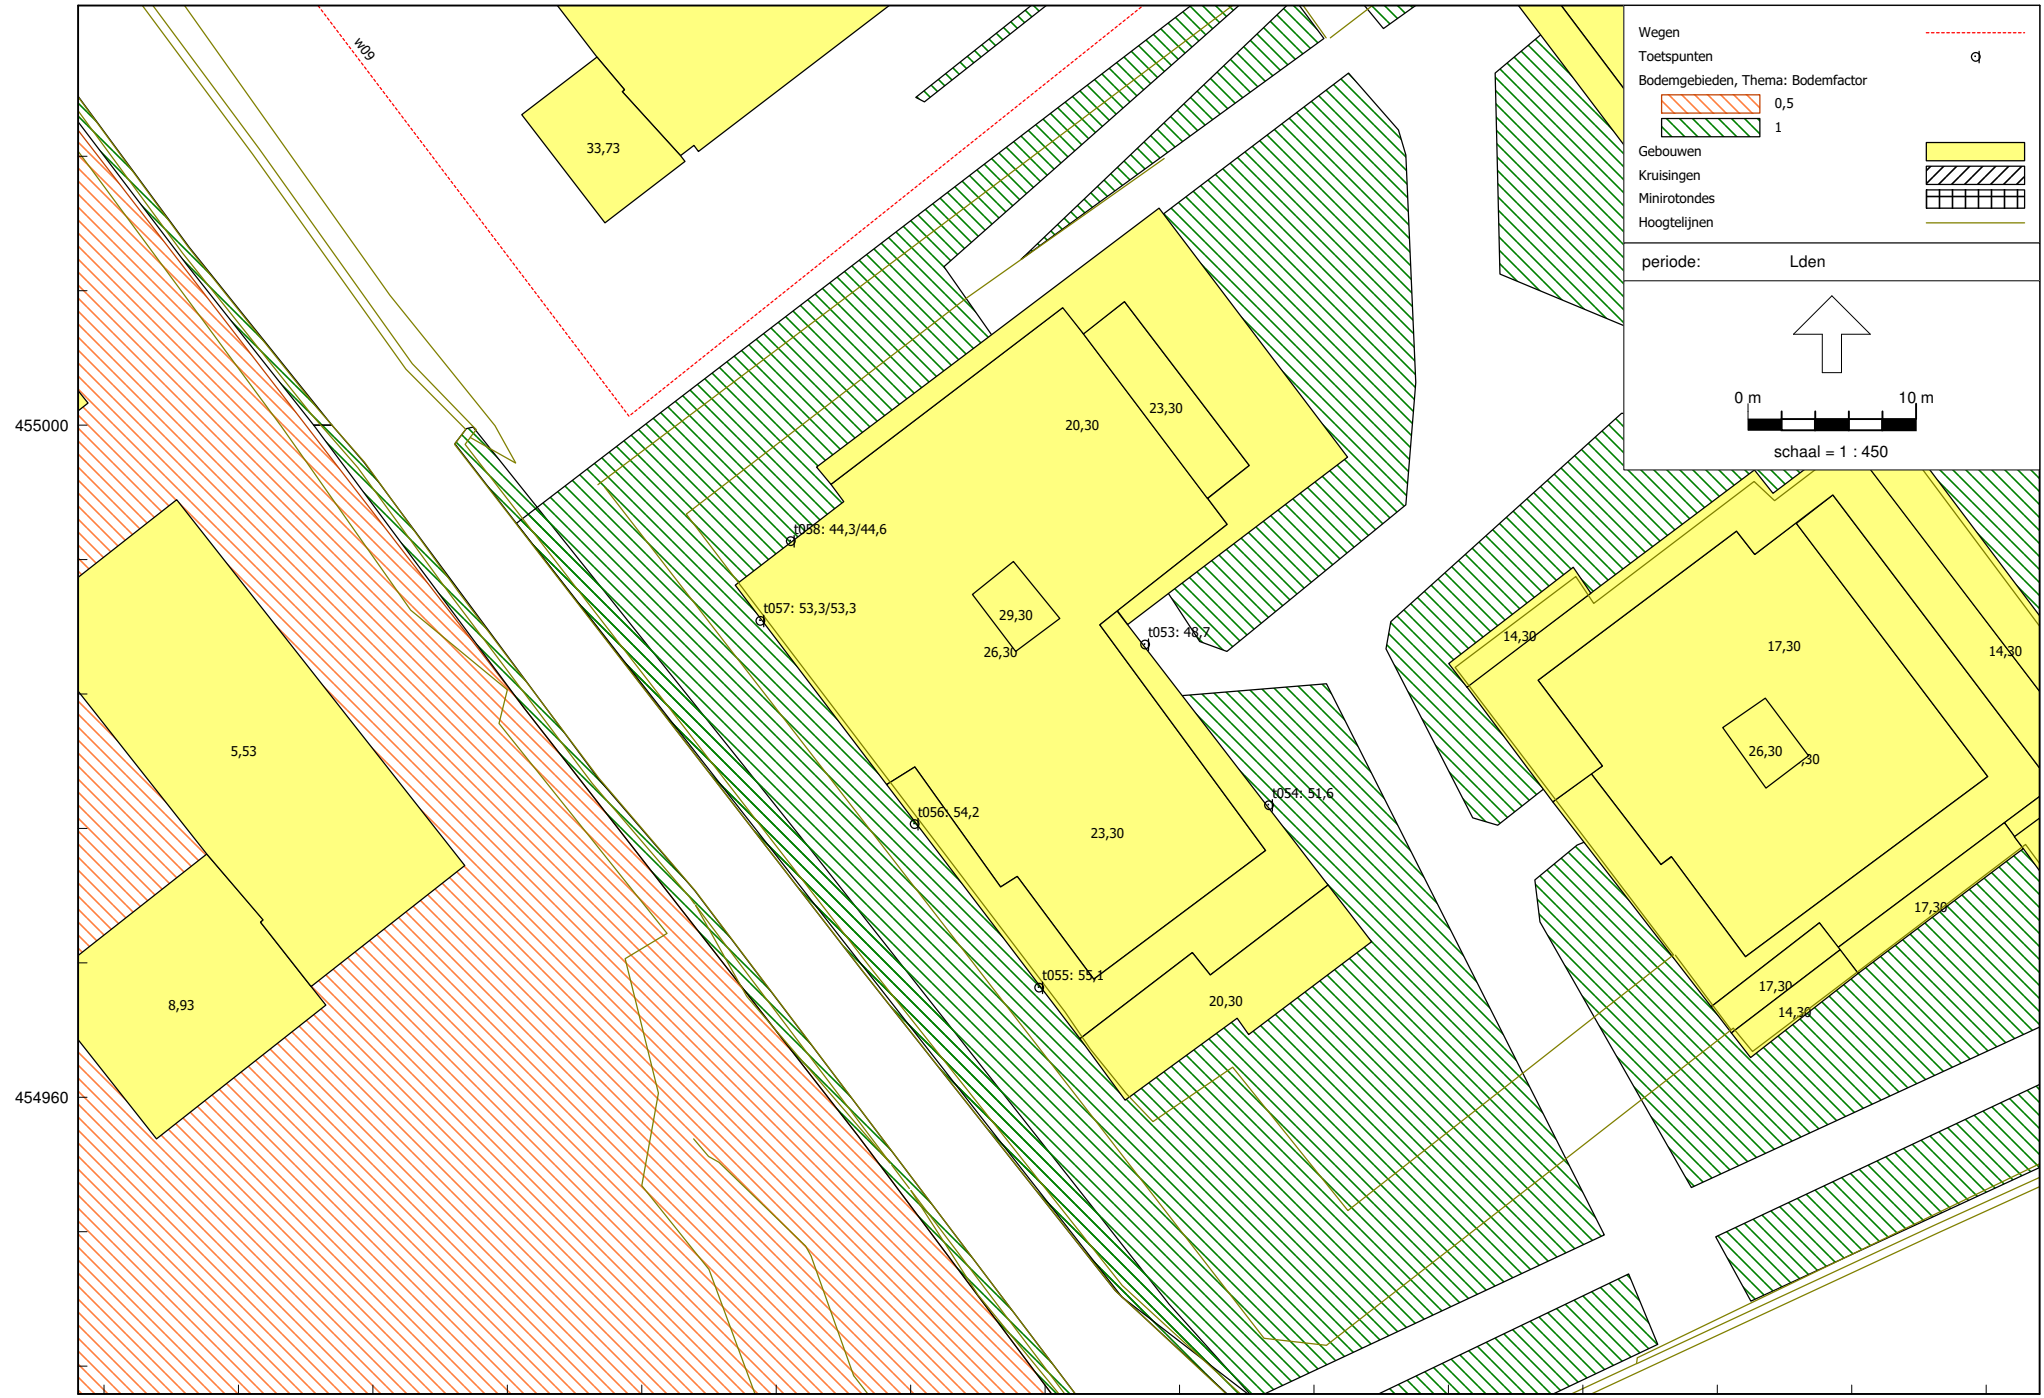 Wegen
Toetspunten
Bodemgebieden, Thema: Bodemfactor
0,5
1
Gebouwen
Kruisingen
Minirotondes
Hoogtelijnen
periode: Lden
0 m 10 m
schaal = 1 : 450
w09
33,73
455000
454960
20,30
23,30
t058: 44,3/44,6
t057: 53,3/53,3
29,30
26,30
t053: 48,7
14,30
17,30
14,30
5,53
26,30
,30
t054: 51,6
t056: 54,2
23,30
17,30
t055: 55,1
17,30
20,30
8,93
14,30